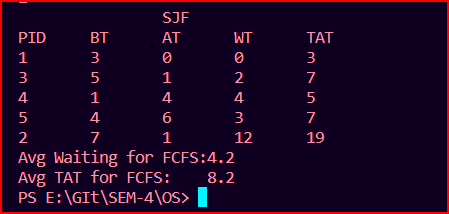 SJF
PID BT AT WT TAT
1 3 0 0 3
3 5 1 2 7
4 1 4 4 5
5 4 6 3 7
2 7 1 12 19
Avg Waiting for FCFS:4.2
Avg TAT for FCFS: 8.2
PS E:\GIt\SEM-4\OS>